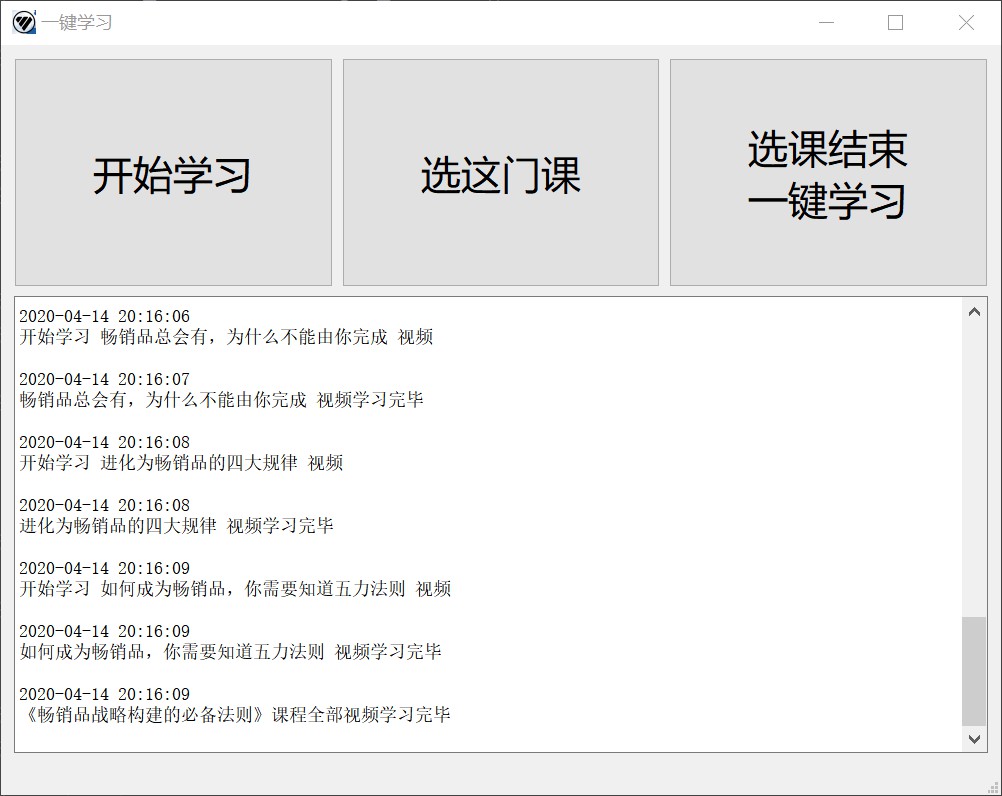 一键学习
开始学习
选这门课
选课结束
一键学习
2020-04-14 20:16:06
开始学习 畅销品总会有，为什么不能由你完成 视频
2020-04-14 20:16:07
畅销品总会有，为什么不能由你完成 视频学习完毕
2020-04-14 20:16:08
开始学习 进化为畅销品的四大规律 视频
2020-04-14 20:16:08
进化为畅销品的四大规律 视频学习完毕
2020-04-14 20:16:09
开始学习 如何成为畅销品，你需要知道五力法则 视频
2020-04-14 20:16:09
如何成为畅销品，你需要知道五力法则 视频学习完毕
2020-04-14 20:16:09
《畅销品战略构建的必备法则》课程全部视频学习完毕